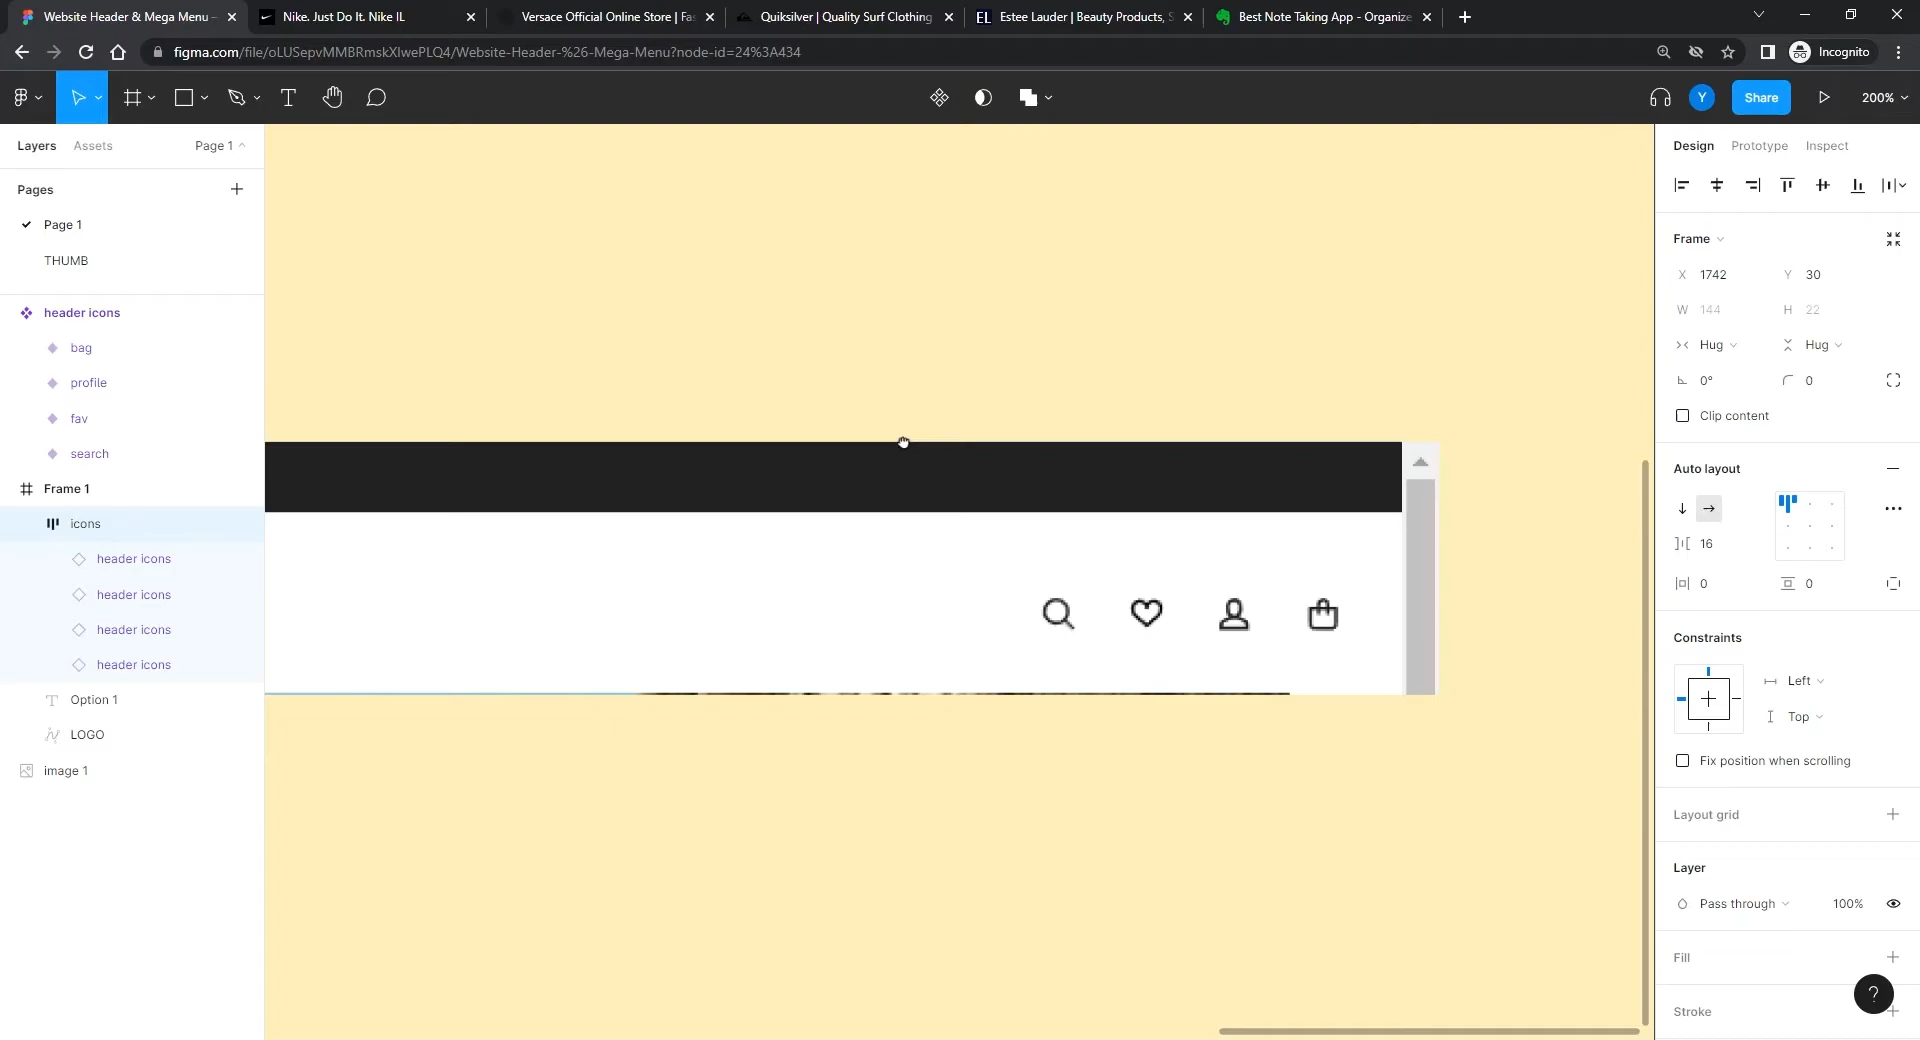 Website Header & Mega Menu –
Nike. Just Do It. Nike IL
Versace Official Online Store | Fas
Quiksilver | Quality Surf Clothing
EL Estee Lauder | Beauty Products, S
Best Note Taking App - Organize
figma.com/file/oLUSepvMMBRmskXlwePLQ4/Website-Header-%26-Mega-Menu?node-id=24%3A434
Incognito
Y
Share
200%
Layers
Assets
Page 1
Design
Prototype
Inspect
Pages
Page 1
THUMB
header icons
bag
profile
fav
search
Frame 1
icons
header icons
header icons
header icons
header icons
Option 1
LOGO
image 1
Frame
X 1742
Y 30
W 144
H 22
Hug
Hug
0°
0
Clip content
Auto layout
16
0
0
Constraints
Left
Top
Fix position when scrolling
Layout grid
Layer
Pass through
100%
Fill
?
Stroke